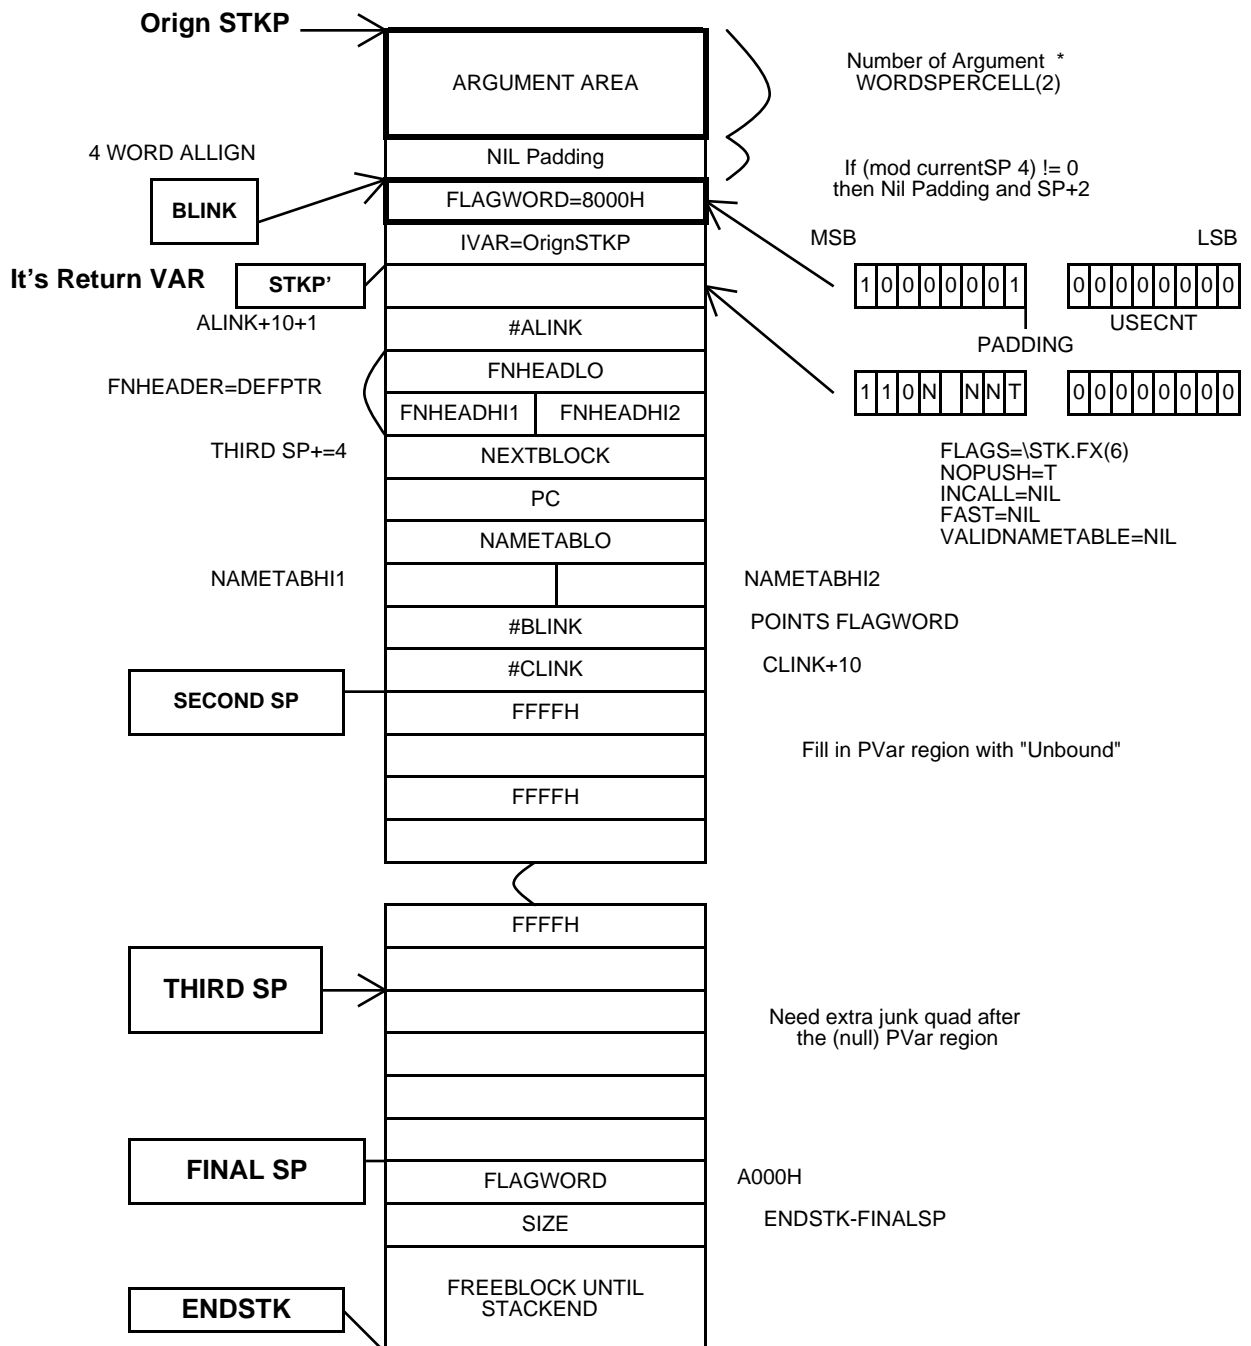 Orign STKP
ARGUMENT AREA
Number of Argument *
WORDSPERCELL(2)
4 WORD ALLIGN
NIL Padding
If (mod currentSP 4) != 0
then Nil Padding and SP+2
BLINK
FLAGWORD=8000H
IVAR=OrignSTKP
MSB
LSB
It's Return VAR
STKP'
1 0 0 0 0 0 0 1
0 0 0 0 0 0 0 0
ALINK+10+1
#ALINK
USECNT
PADDING
FNHEADER=DEFPTR
FNHEADLO
1 1 0 N N N T
0 0 0 0 0 0 0 0
FNHEADHI1
FNHEADHI2
THIRD SP+=4
NEXTBLOCK
FLAGS=\STK.FX(6)
NOPUSH=T
INCALL=NIL
FAST=NIL
VALIDNAMETABLE=NIL
PC
NAMETABLO
NAMETABHI1
NAMETABHI2
#BLINK
POINTS FLAGWORD
#CLINK
CLINK+10
SECOND SP
FFFFH
Fill in PVar region with "Unbound"
FFFFH
FFFFH
THIRD SP
Need extra junk quad after
the (null) PVar region
FINAL SP
FLAGWORD
A000H
SIZE
ENDSTK-FINALSP
FREEBLOCK UNTIL
STACKEND
ENDSTK